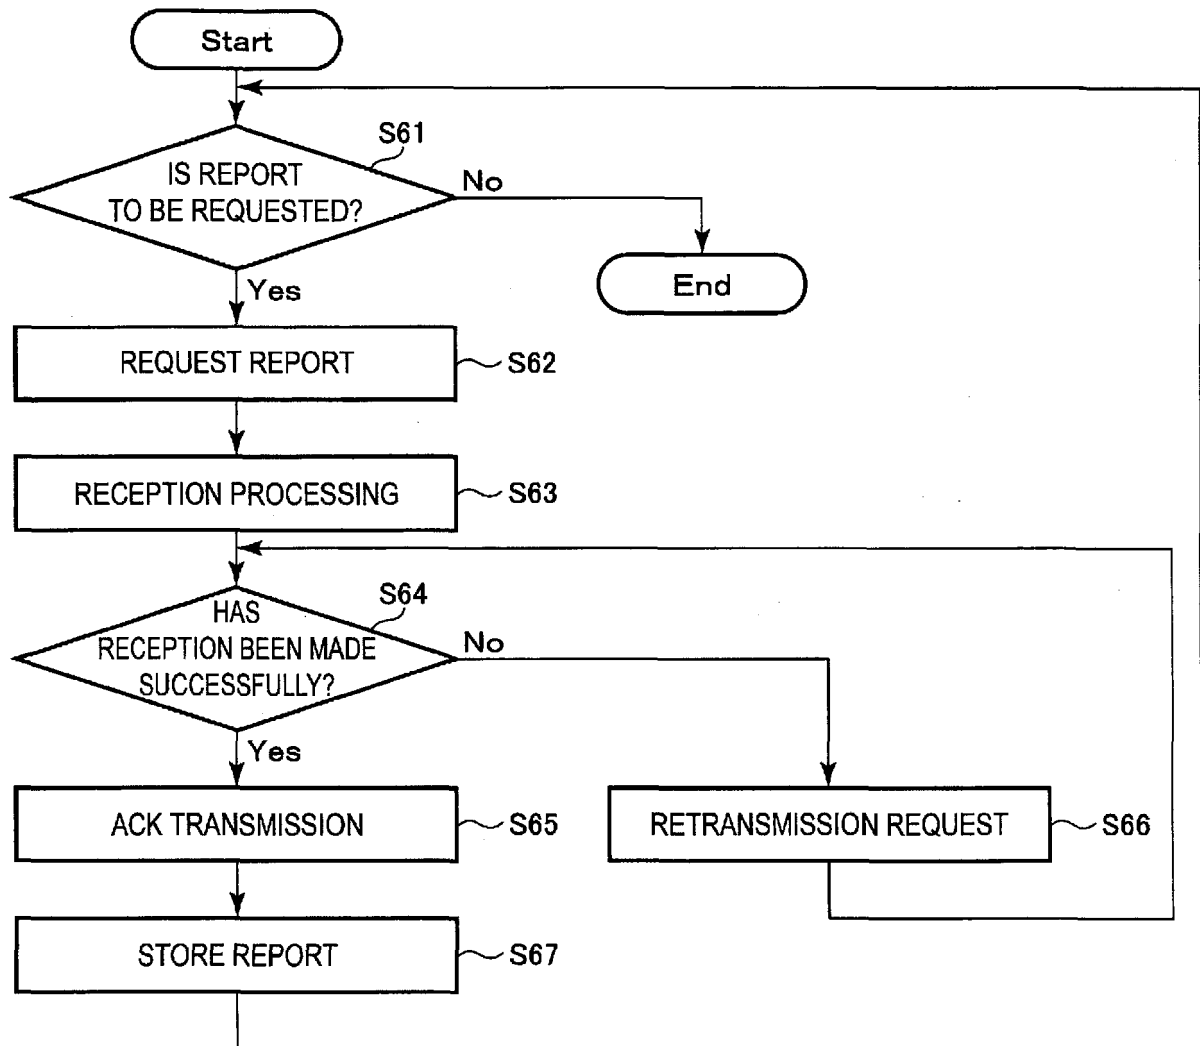 Start
S61
IS REPORT
TO BE REQUESTED?
No
End
Yes
REQUEST REPORT
S62
RECEPTION PROCESSING
S63
S64
HAS
RECEPTION BEEN MADE
SUCCESSFULLY?
No
Yes
ACK TRANSMISSION
S65
RETRANSMISSION REQUEST
S66
STORE REPORT
S67